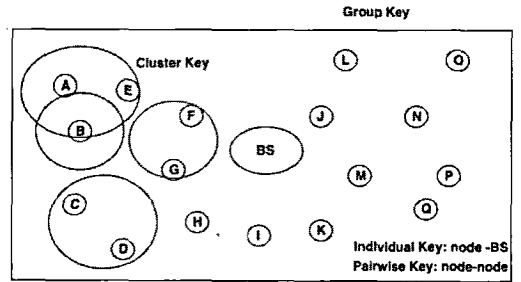 Group Key
Cluster Key
L
O
A
E
F
J
N
B
BS
G
M
P
C
Q
H
I
K
D
Individual Key: node -BS
Pairwise Key: node-node